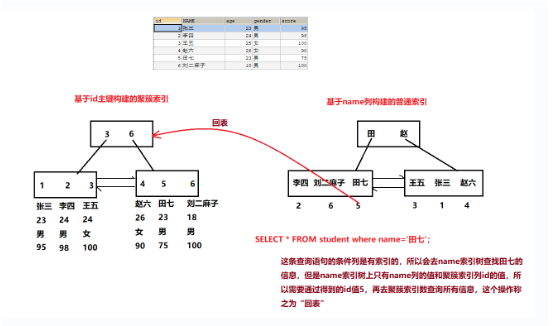 id NAME age gender score
1 张三 23 男 95
2 李四 24 男 98
3 王五 25 女 100
4 赵六 26 女 90
5 田七 23 男 75
6 刘二麻子 18 男 100
基于id主键构建的聚簇索引
基于name列构建的普通索引
回表
3 6
田 赵
1 2 3
4 5 6
李四 刘二麻子 田七
王五 张三 赵六
张三 李四 王五
赵六 田七 刘二麻子
2 6 5
3 1 4
23 24 24
26 23 18
男 男 女
女 男 男
95 98 100
90 75 100
SELECT * FROM student where name='田七';
这条查询语句的条件列是有索引的，所以会去name索引树查找田七的
信息，但是name索引树上只有name列的值和聚簇索引列id的值，所
以需要通过得到的id值5，再去聚簇索引数查询所有信息，这个操作称
之为“回表”